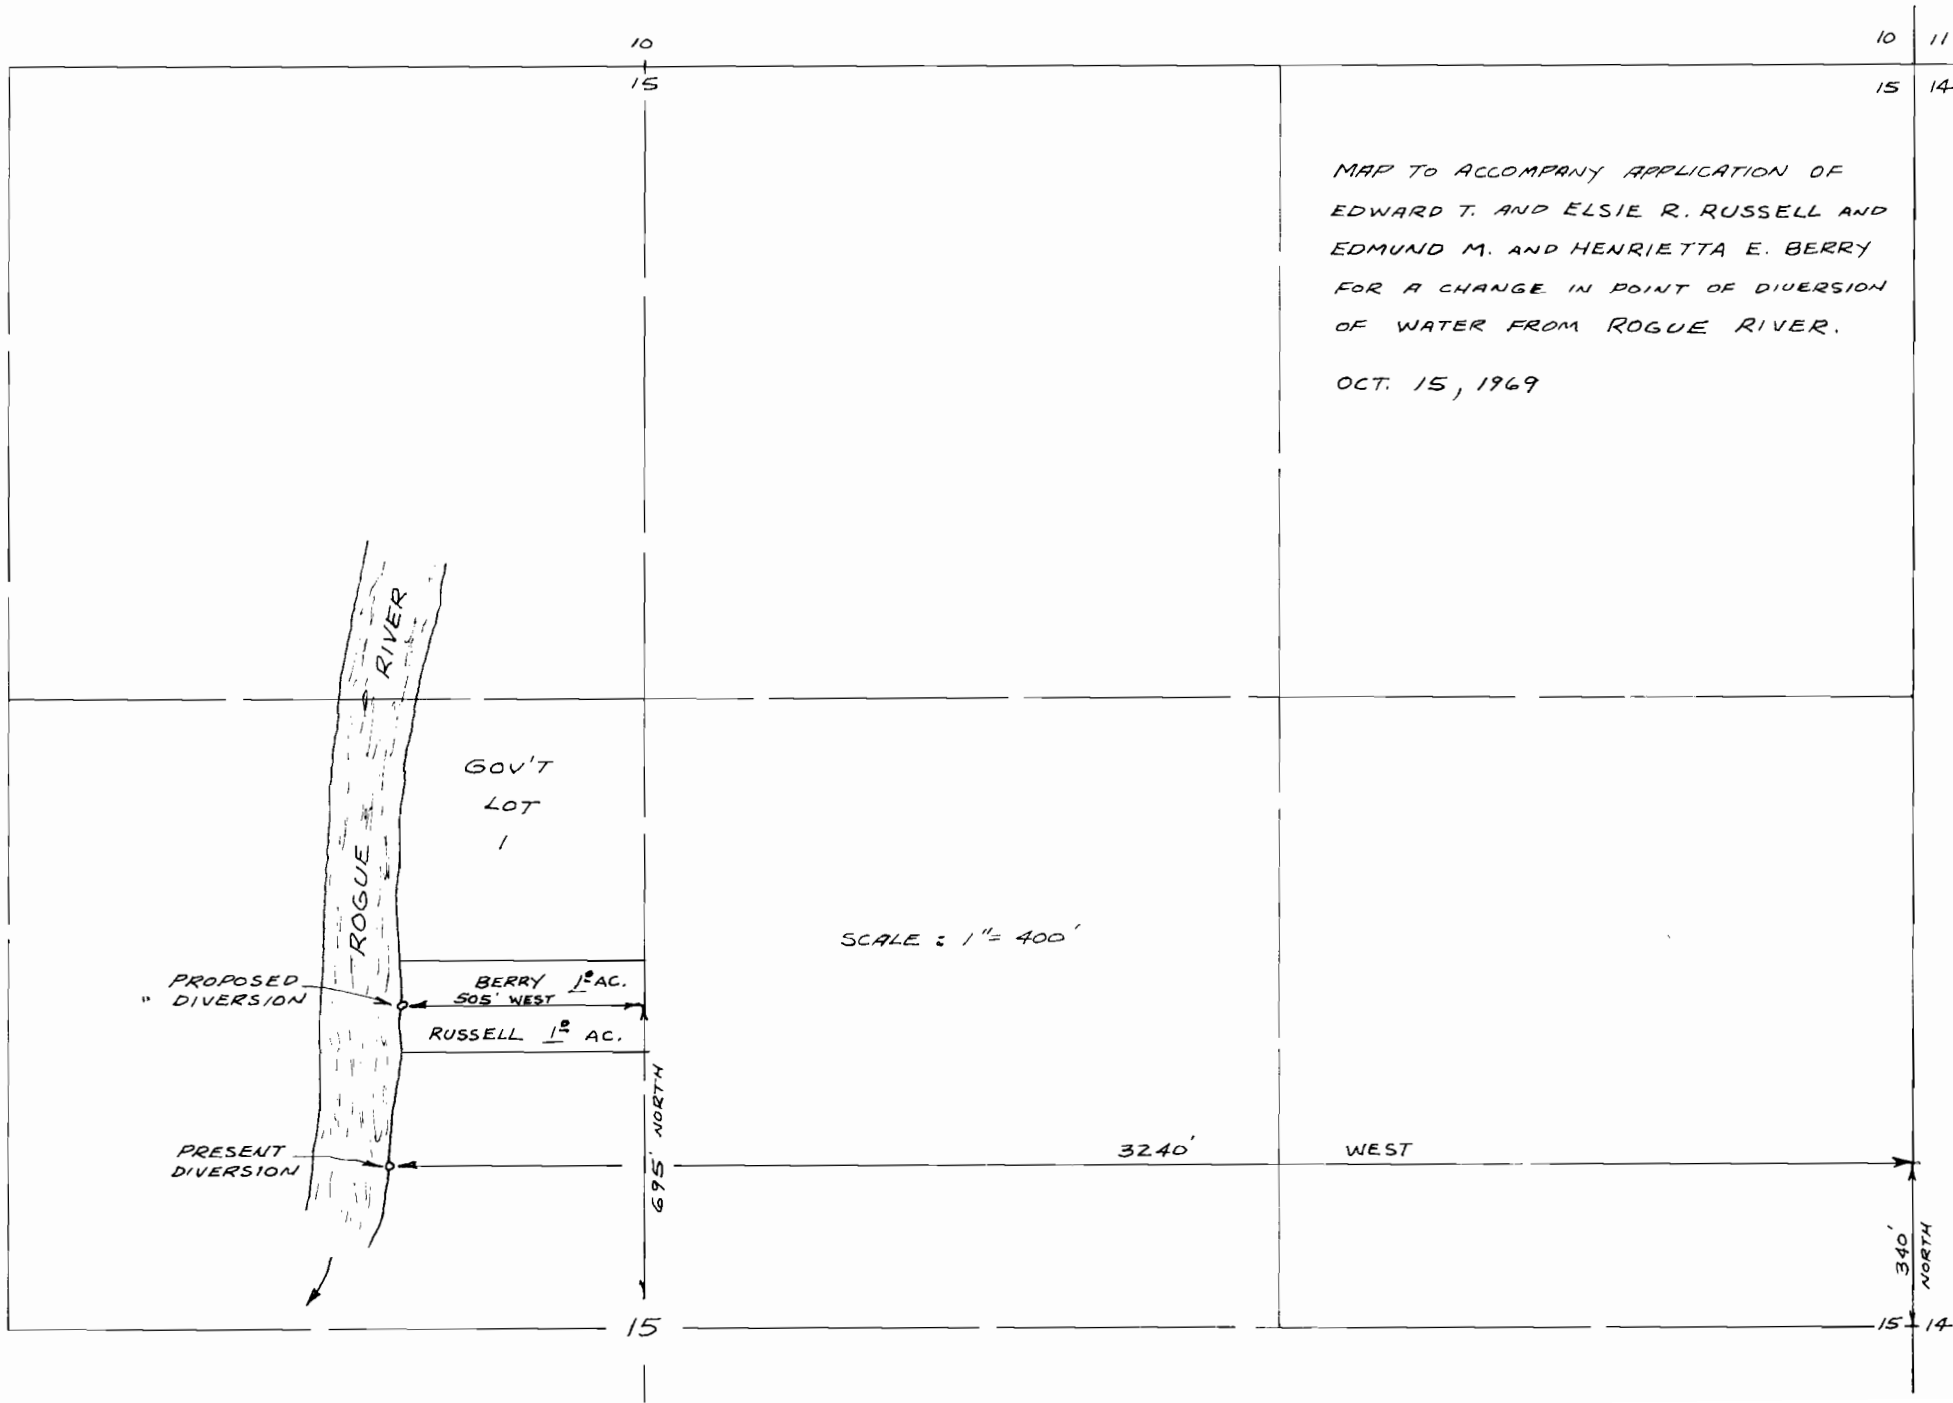 10
10 11
15
15 14
MAP TO ACCOMPANY APPLICATION OF
EDWARD T. AND ELSIE R. RUSSELL AND
EDMUND M. AND HENRIETTA E. BERRY
FOR A CHANGE IN POINT OF DIVERSION
OF WATER FROM ROGUE RIVER.
OCT. 15, 1969
ROGUE RIVER
GOV'T
LOT
1
SCALE : 1" = 400'
PROPOSED
" DIVERSION
BERRY 1.0 AC.
505' WEST
RUSSELL 1.0 AC.
695' NORTH
PRESENT
DIVERSION
3240' WEST
340'
NORTH
15
15 14